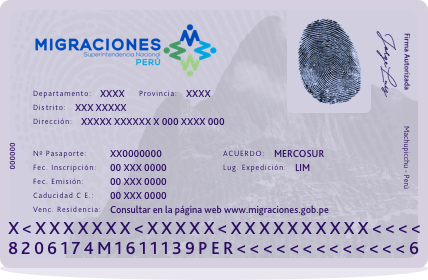 MIGRACIONES
Superintendencia Nacional
PERÚ
Firma Autorizada
Departamento: XXXX Provincia: XXXX
Distrito: XXX XXXXX
Dirección: XXXXX XXXXXX X 000 XXXX 000
000000
Machupicchu - Perú
Nº Pasaporte: XX0000000 ACUERDO: MERCOSUR
Fec. Inscripción: 00 XXX 0000 Lug. Expedición: LIM
Fec. Emisión: 00 XXX 0000
Caducidad C E.: 00 XXX 0000
Venc. Residencia: Consultar en la página web www.migraciones.gob.pe
X<XXXXXXXX<XXXXX<XXXXXXXXXX<<<<
8206174M1611139PER<<<<<<<<<<<<6